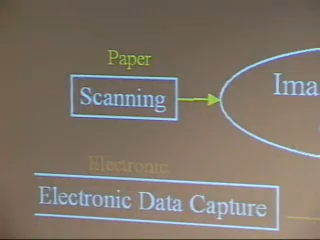 Paper
Scanning
Ima
Electronic
Electronic Data Capture